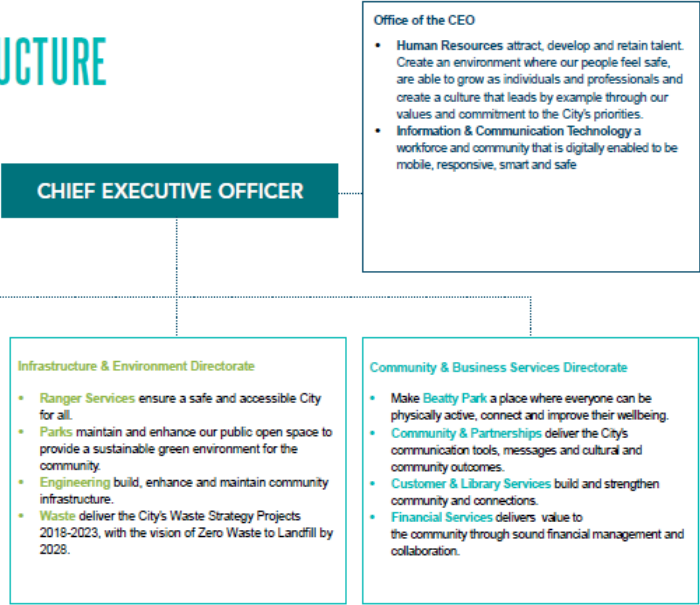 UCTURE
Office of the CEO
• Human Resources attract, develop and retain talent.
Create an environment where our people feel safe,
are able to grow as individuals and professionals and
create a culture that leads by example through our
values and commitment to the City's priorities.
• Information & Communication Technology a
workforce and community that is digitally enabled to be
mobile, responsive, smart and safe
CHIEF EXECUTIVE OFFICER
Infrastructure & Environment Directorate
• Ranger Services ensure a safe and accessible City
for all.
• Parks maintain and enhance our public open space to
provide a sustainable green environment for the
community.
• Engineering build, enhance and maintain community
infrastructure.
• Waste deliver the City's Waste Strategy Projects
2018-2023, with the vision of Zero Waste to Landfill by
2028.
Community & Business Services Directorate
• Make Beatty Park a place where everyone can be
physically active, connect and improve their wellbeing.
• Community & Partnerships deliver the City's
communication tools, messages and cultural and
community outcomes.
• Customer & Library Services build and strengthen
community and connections.
• Financial Services delivers value to
the community through sound financial management and
collaboration.